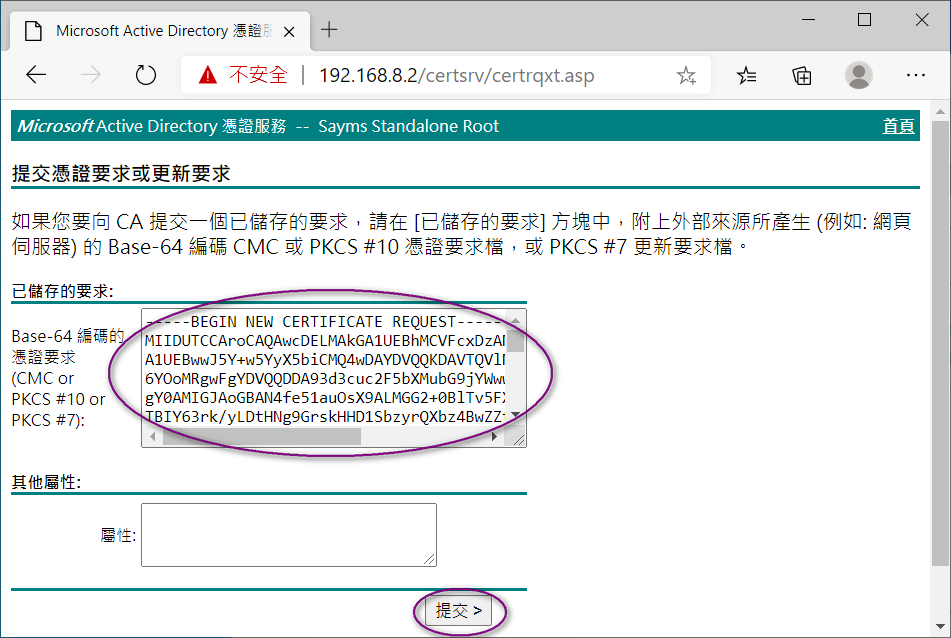 Microsoft Active Directory 憑證服
不安全 | 192.168.8.2/certsrv/certrqxt.asp
Microsoft Active Directory 憑證服務 -- Sayms Standalone Root 首頁
提交憑證要求或更新要求
如果您要向 CA 提交一個已儲存的要求，請在 [已儲存的要求] 方塊中，附上外部來源所產生 (例如: 網頁
伺服器) 的 Base-64 編碼 CMC 或 PKCS #10 憑證要求檔，或 PKCS #7 更新要求檔。
已儲存的要求:
Base-64 編碼的
憑證要求
(CMC or
PKCS #10 or
PKCS #7):
-----BEGIN NEW CERTIFICATE REQUEST-----
MIIDUTCCAroCAQAwcDELMAkGA1UEBhMCVFcxDzAN
A1UEBwwJ5Y+w5YyX5biCMQ4wDAYDVQQKDAVTQVlN
6YOoMRgwFgYDVQQDDA93d3cuc2F5bXMubG9jYWww
gY0AMIGJAoGBAN4fe51auOsX9ALMGG2+0BlTv5FX
TBIY63rk/yLDtHNg9GrskHHD1SbzyrQXbz4BwZZ
其他屬性:
屬性:
提交 >